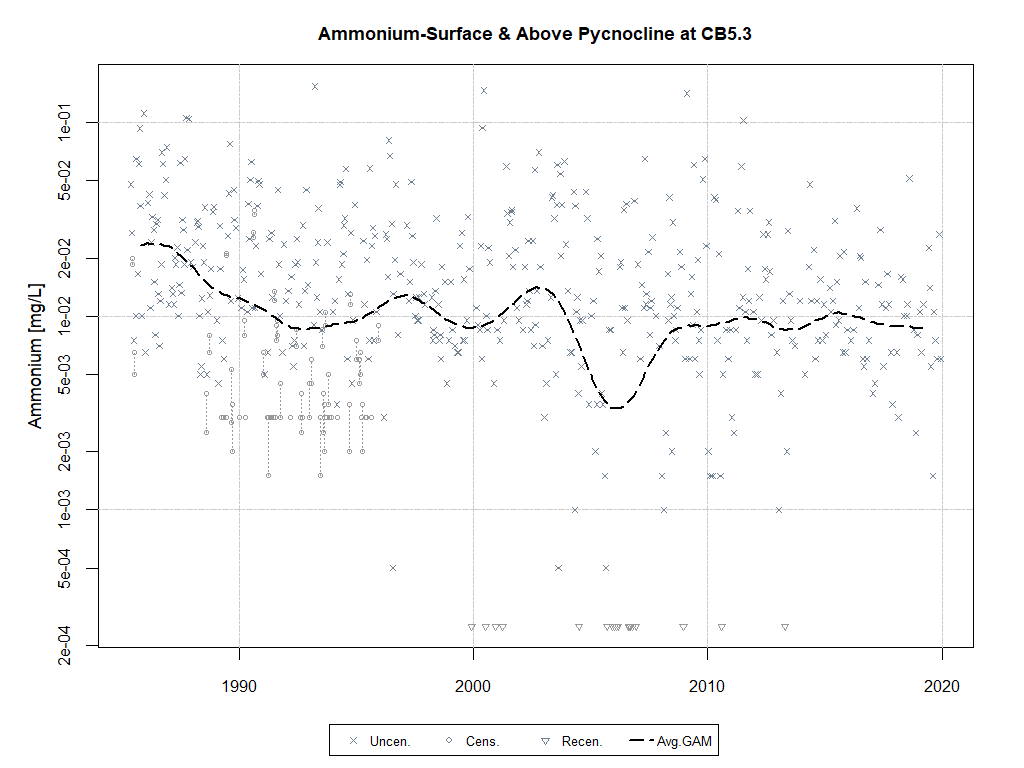 Ammonium-Surface & Above Pycnocline at CB5.3
Ammonium [mg/L]
1e-01
5e-02
2e-02
1e-02
5e-03
2e-03
1e-03
5e-04
2e-04
1990 2000 2010 2020
Uncen. Cens. Recen. Avg.GAM